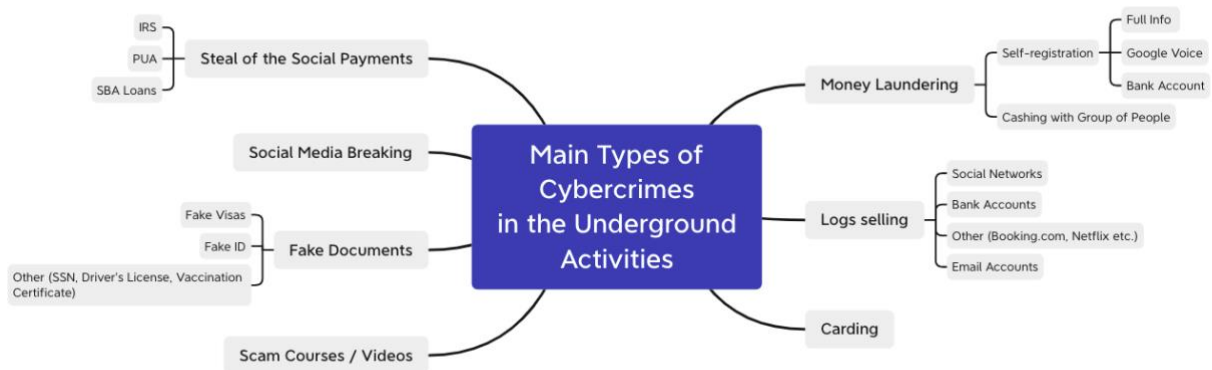 Main Types of
Cybercrimes
in the Underground
Activities
Steal of the Social Payments
IRS
PUA
SBA Loans
Social Media Breaking
Fake Documents
Fake Visas
Fake ID
Other (SSN, Driver's License, Vaccination
Certificate)
Scam Courses / Videos
Money Laundering
Self-registration
Full Info
Google Voice
Bank Account
Cashing with Group of People
Logs selling
Social Networks
Bank Accounts
Other (Booking.com, Netflix etc.)
Email Accounts
Carding